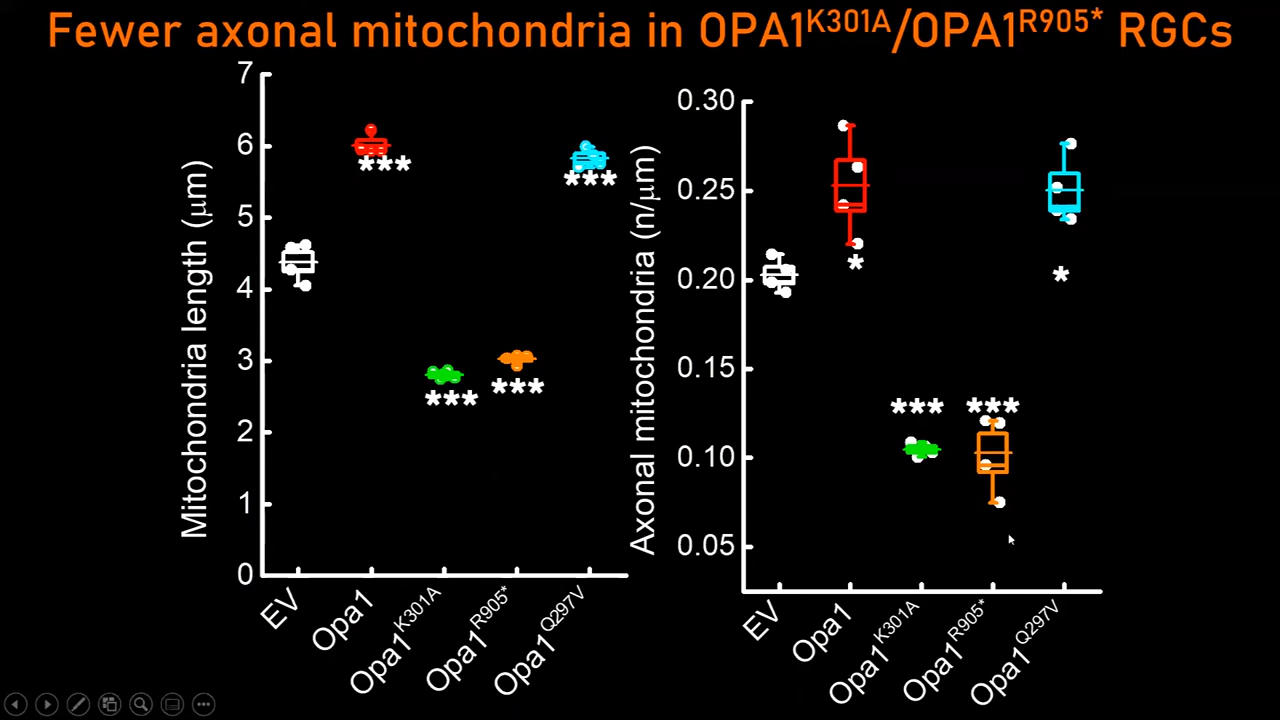 Fewer axonal mitochondria in OPA1K301A/OPA1R905* RGCs
Mitochondria length (μm)
7
6
5
4
3
2
1
0
***
***
***
***
EV
Opa1
Opa1K301A
Opa1R905*
Opa1Q297V
Axonal mitochondria (n/μm)
0.30
0.25
0.20
0.15
0.10
0.05
*
***
***
*
EV
Opa1
Opa1K301A
Opa1R905*
Opa1Q297V